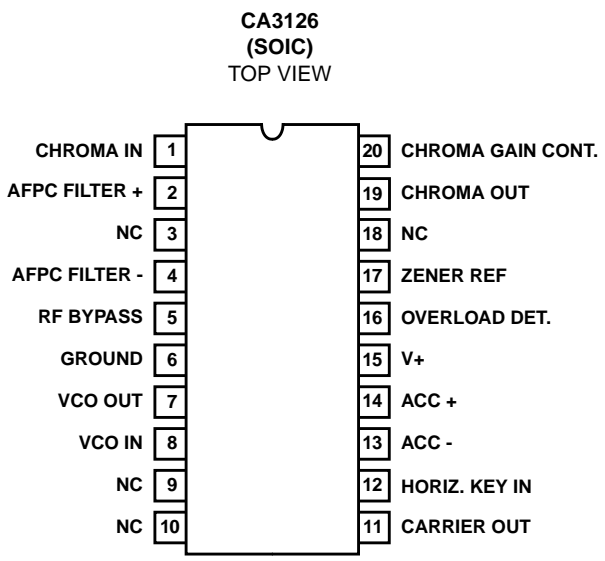 CA3126
(SOIC)
TOP VIEW
CHROMA IN 1 20 CHROMA GAIN CONT.
AFPC FILTER + 2 19 CHROMA OUT
NC 3 18 NC
AFPC FILTER - 4 17 ZENER REF
RF BYPASS 5 16 OVERLOAD DET.
GROUND 6 15 V+
VCO OUT 7 14 ACC +
VCO IN 8 13 ACC -
NC 9 12 HORIZ. KEY IN
NC 10 11 CARRIER OUT